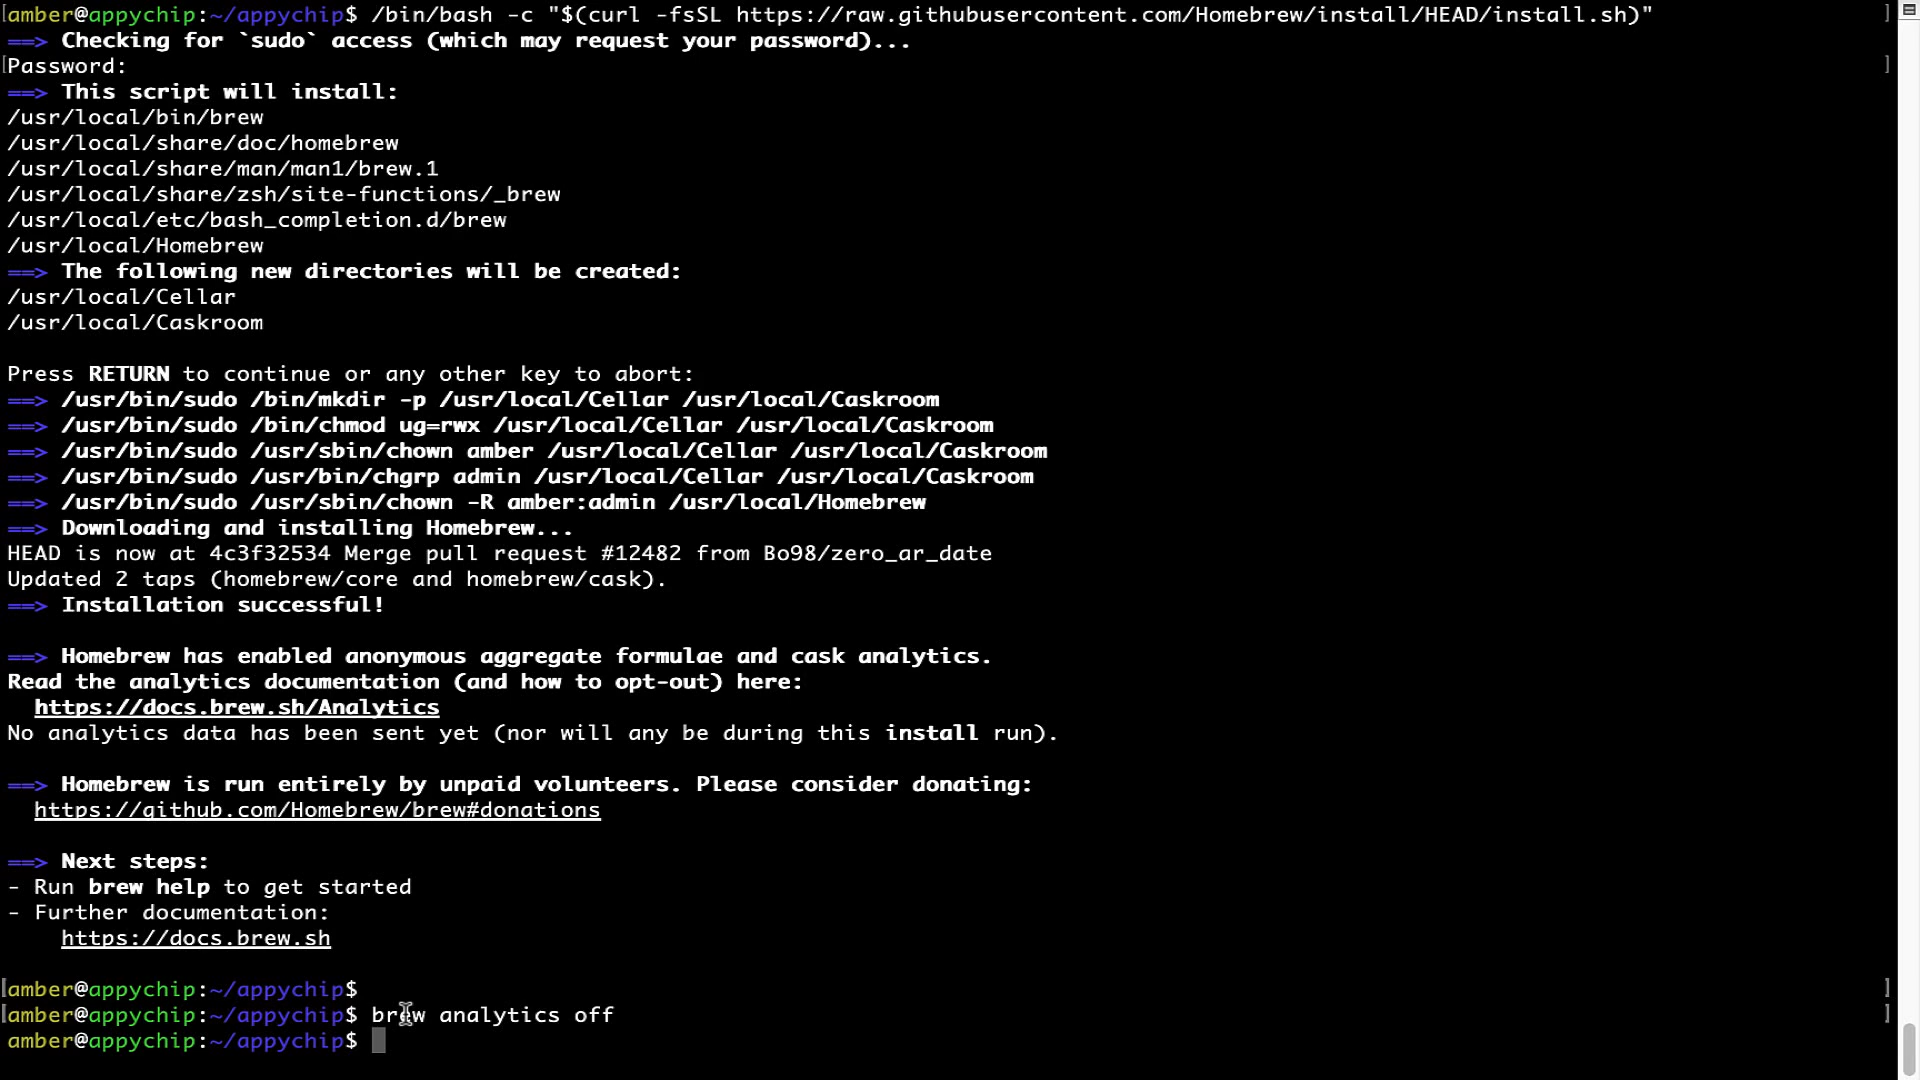 amber@appychip:~/appychip$ /bin/bash -c "$(curl -fsSL https://raw.githubusercontent.com/Homebrew/install/HEAD/install.sh)"
==> Checking for `sudo` access (which may request your password)...
Password:
==> This script will install:
/usr/local/bin/brew
/usr/local/share/doc/homebrew
/usr/local/share/man/man1/brew.1
/usr/local/share/zsh/site-functions/_brew
/usr/local/etc/bash_completion.d/brew
/usr/local/Homebrew
==> The following new directories will be created:
/usr/local/Cellar
/usr/local/Caskroom
Press RETURN to continue or any other key to abort:
==> /usr/bin/sudo /bin/mkdir -p /usr/local/Cellar /usr/local/Caskroom
==> /usr/bin/sudo /bin/chmod ug=rwx /usr/local/Cellar /usr/local/Caskroom
==> /usr/bin/sudo /usr/sbin/chown amber /usr/local/Cellar /usr/local/Caskroom
==> /usr/bin/sudo /usr/bin/chgrp admin /usr/local/Cellar /usr/local/Caskroom
==> /usr/bin/sudo /usr/sbin/chown -R amber:admin /usr/local/Homebrew
==> Downloading and installing Homebrew...
HEAD is now at 4c3f32534 Merge pull request #12482 from Bo98/zero_ar_date
Updated 2 taps (homebrew/core and homebrew/cask).
==> Installation successful!
==> Homebrew has enabled anonymous aggregate formulae and cask analytics.
Read the analytics documentation (and how to opt-out) here:
https://docs.brew.sh/Analytics
No analytics data has been sent yet (nor will any be during this install run).
==> Homebrew is run entirely by unpaid volunteers. Please consider donating:
https://github.com/Homebrew/brew#donations
==> Next steps:
- Run brew help to get started
- Further documentation:
https://docs.brew.sh
amber@appychip:~/appychip$
amber@appychip:~/appychip$ brew analytics off
amber@appychip:~/appychip$